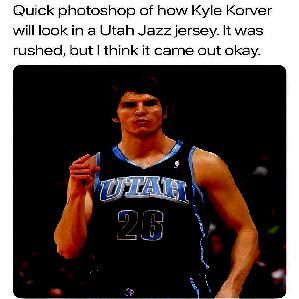 Quick photoshop of how Kyle Korver
will look in a Utah Jazz jersey. It was
rushed, but I think it came out okay.
UTAH
26